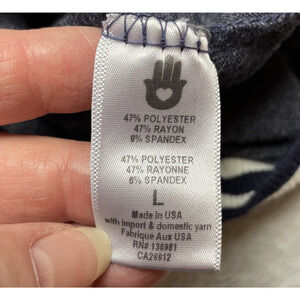 47% POLYESTER
47% RAYON
6% SPANDEX
47% POLYESTER
47% RAYONNE
6% SPANDEX
L
Made in USA
with import & domestic yarn
Fabrique Aux USA
RN# 136981
CA26912